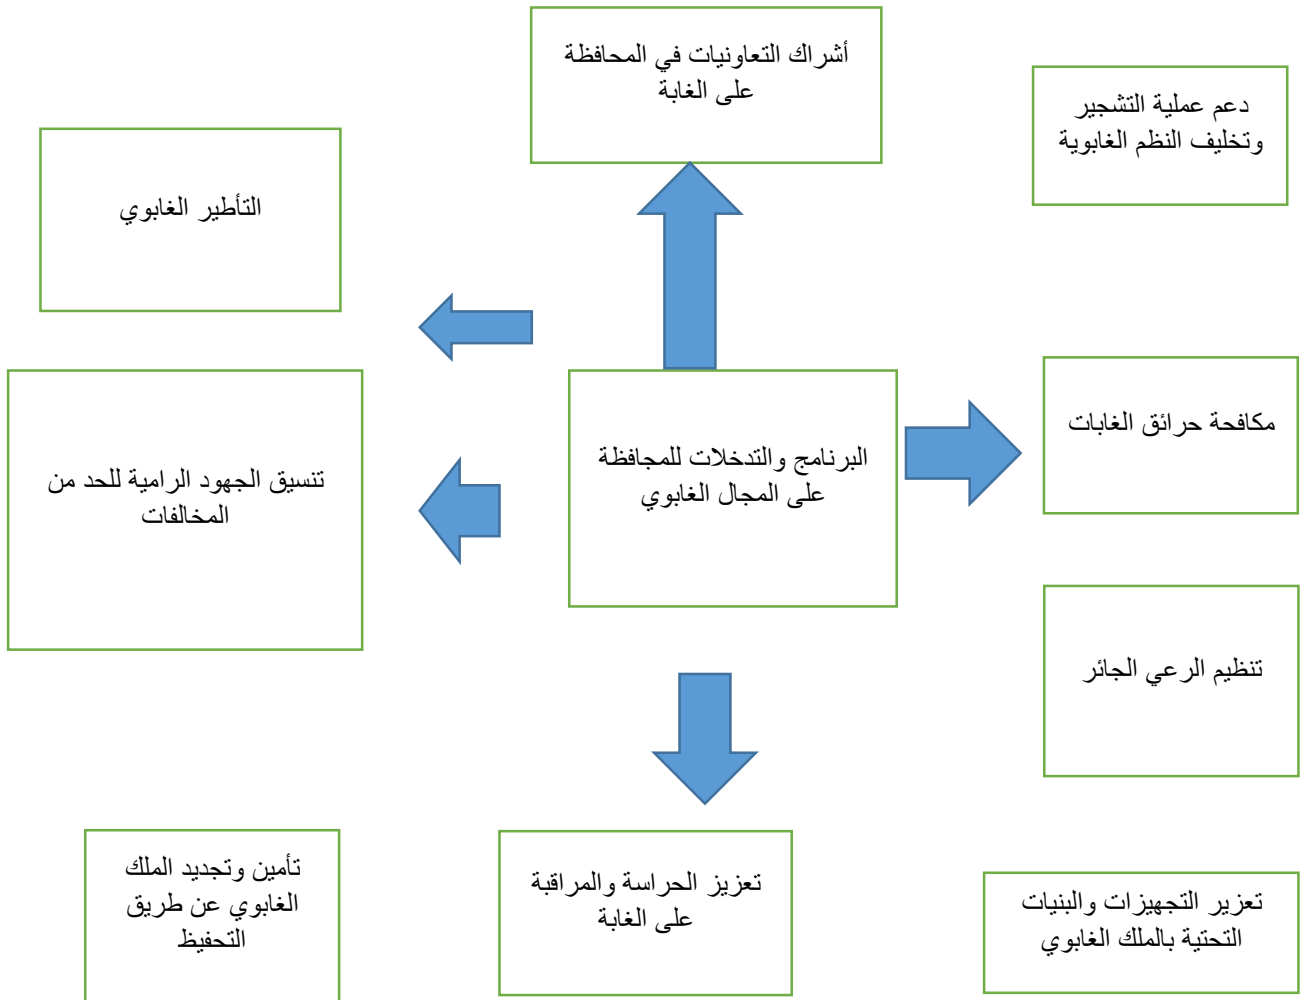 أشراك التعاونيات في المحافظة
على الغابة
دعم عملية التشجير
وتخليف النظم الغابوية
التأطير الغابوي
مكافحة حرائق الغابات
البرنامج والتدخلات للمجافظة
على المجال الغابوي
تنسيق الجهود الرامية للحد من
المخالفات
تنظيم الرعي الجائر
تعزيز الحراسة والمراقبة
على الغابة
تأمين وتجديد الملك
الغابوي عن طريق
التحفيظ
تعزير التجهيزات والبنيات
التحتية بالملك الغابوي